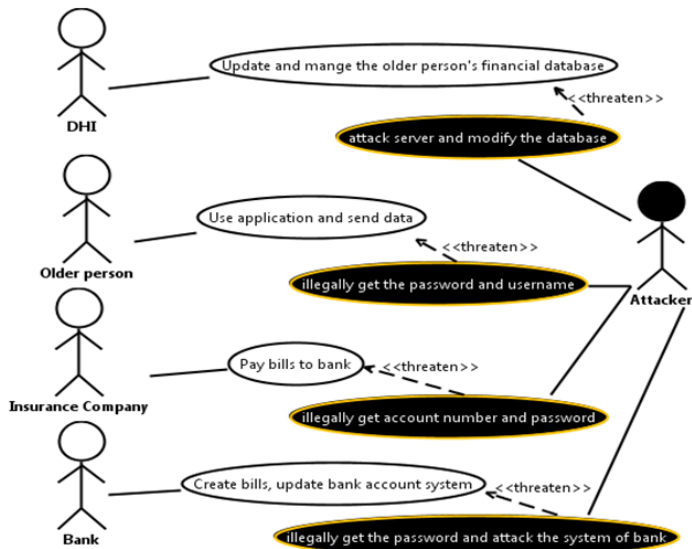 Update and mange the older person's financial database
<<threaten>>
DHI
attack server and modify the database
Use application and send data
<<threaten>>
Older person
illegally get the password and username
Attacker
Pay bills to bank
<<threaten>>
Insurance Company
illegally get account number and password
Create bills, update bank account system
<<threaten>>
Bank
illegally get the password and attack the system of bank